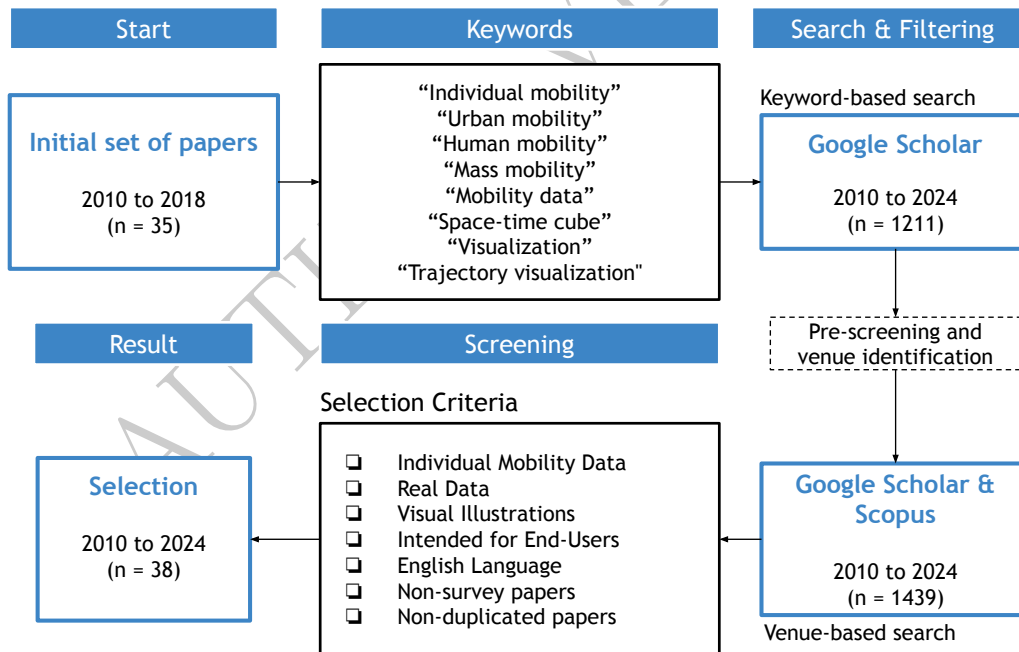 Start
Keywords
Search & Filtering
Initial set of papers
2010 to 2018
(n = 35)
“Individual mobility”
“Urban mobility”
“Human mobility”
“Mass mobility”
“Mobility data”
“Space-time cube”
“Visualization”
“Trajectory visualization"
Keyword-based search
Google Scholar
2010 to 2024
(n = 1211)
Pre-screening and
venue identification
Result
Screening
Selection Criteria
Selection
2010 to 2024
(n = 38)
❏ Individual Mobility Data
❏ Real Data
❏ Visual Illustrations
❏ Intended for End-Users
❏ English Language
❏ Non-survey papers
❏ Non-duplicated papers
Google Scholar &
Scopus
2010 to 2024
(n = 1439)
Venue-based search